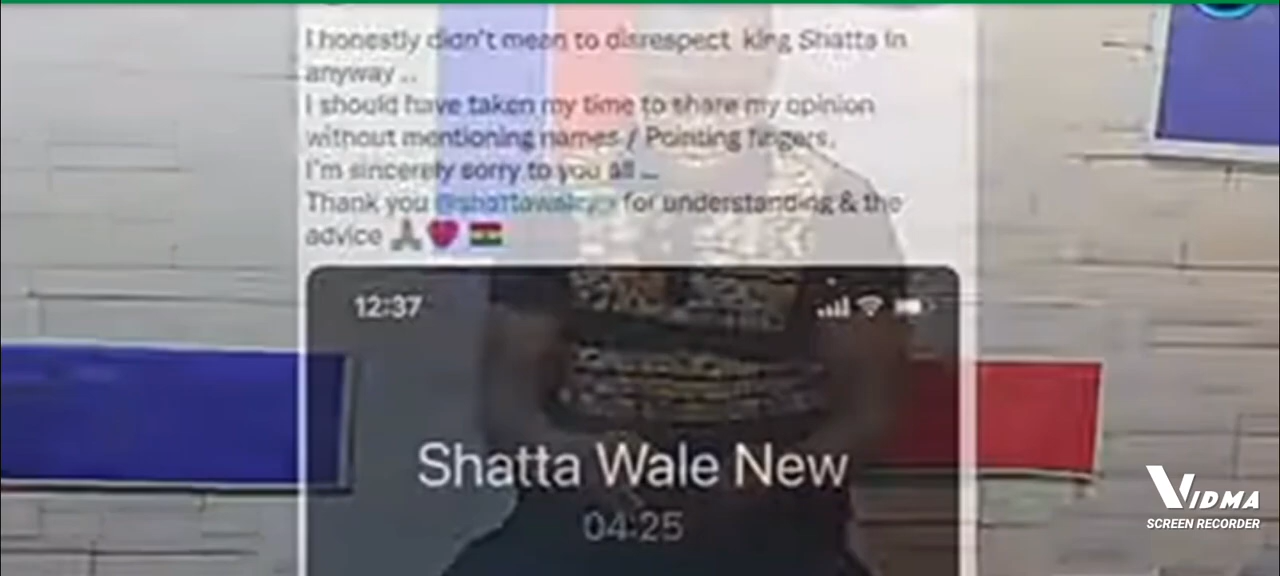 I honestly didn't mean to disrespect king Shatta in
anyway ..
I should have taken my time to share my opinion
without mentioning names / Pointing fingers.
I'm sincerely sorry to you all ...
Thank you @shattawalegh for understanding & the
advice 🙏🏾❤️🇬🇭
12:37
Shatta Wale New
04:25
VIDMA
SCREEN RECORDER